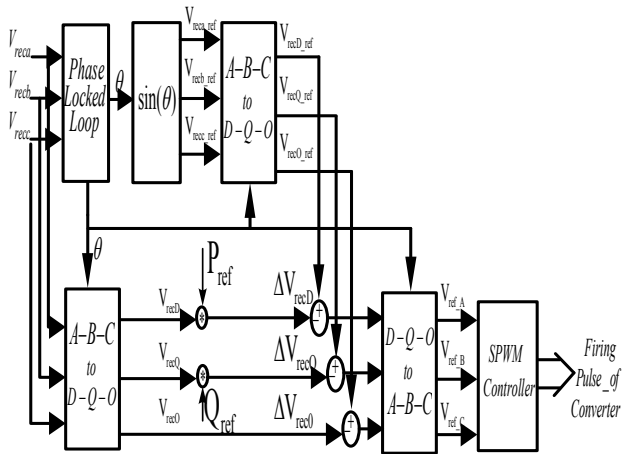 V_reca
V_recb
V_recc
Phase
Locked
Loop
θ
sin(θ)
V_reca_ref
V_recb_ref
V_recc_ref
A-B-C
to
D-Q-O
V_recD_ref
V_recQ_ref
V_recO_ref
θ
A-B-C
to
D-Q-O
V_recD
V_recQ
V_recO
P_ref
*
*
Q_ref
ΔV_recD
ΔV_recQ
ΔV_rec0
- +
- +
- +
D-Q-O
to
A-B-C
V_ref_A
V_ref_B
V_ref_C
SPWM
Controller
Firing
Pulse_of
Converter